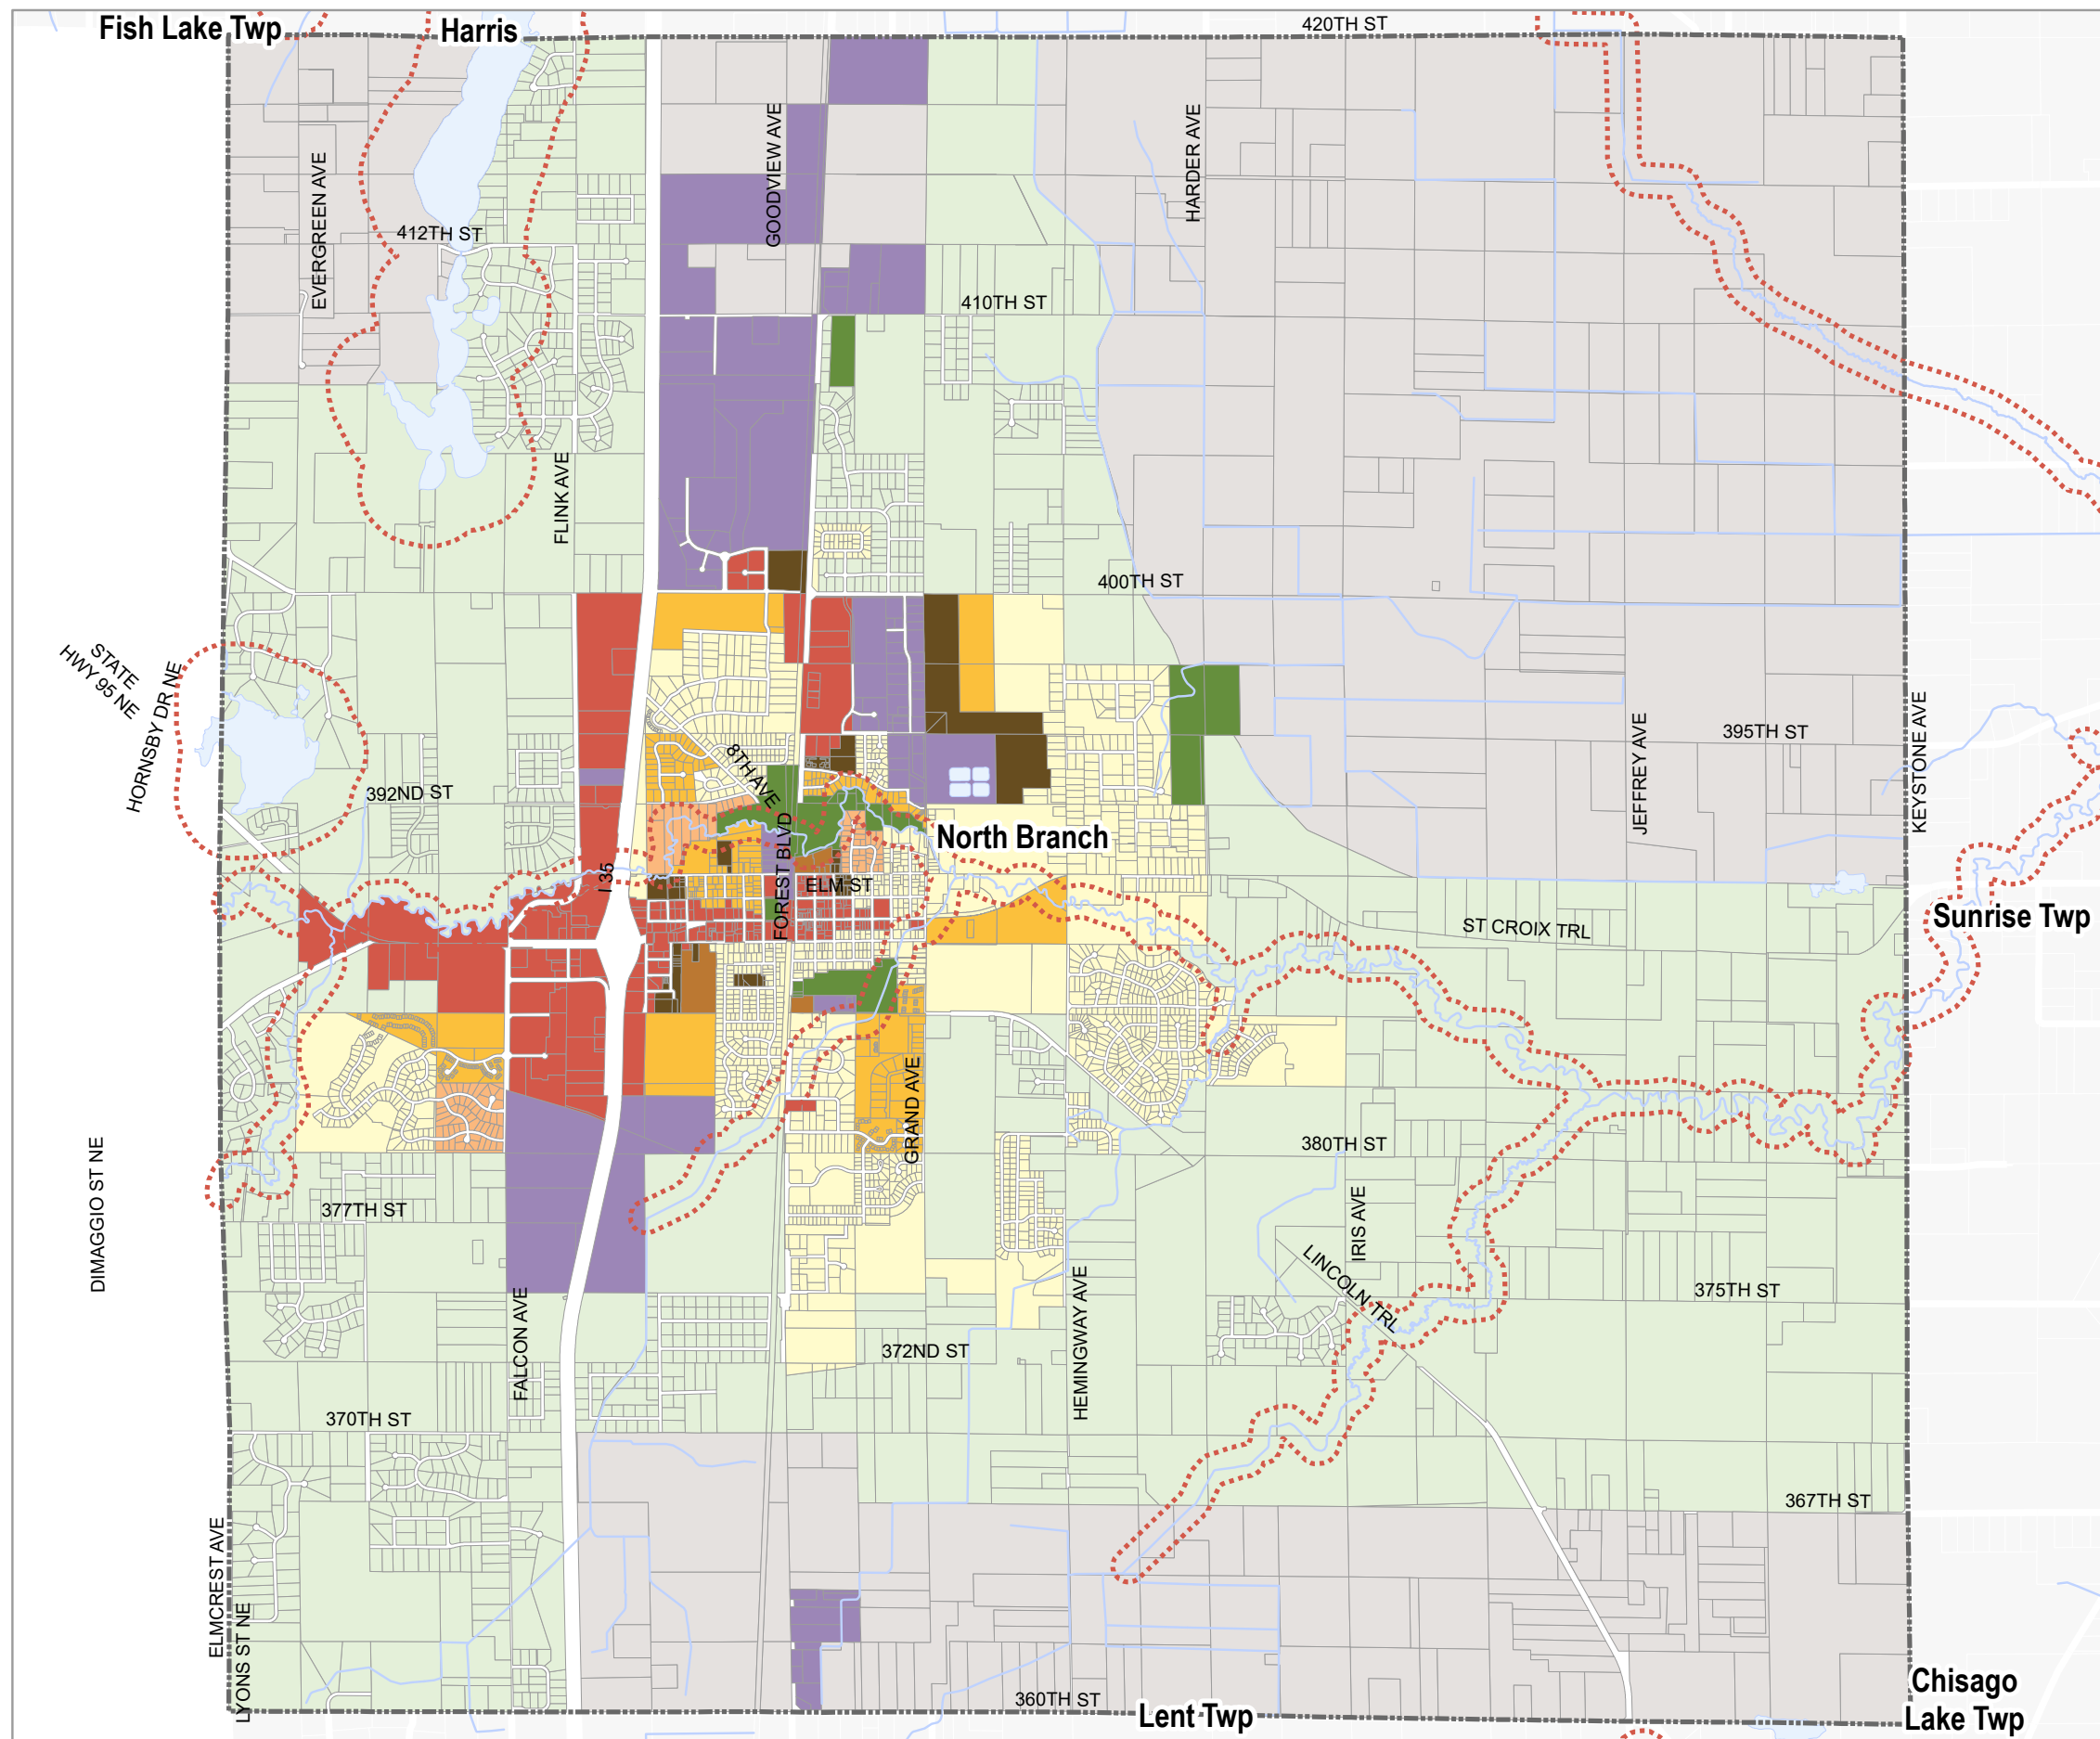 Fish Lake Twp
Harris
420TH ST
EVERGREEN AVE
412TH ST
GOODVIEW AVE
HARDER AVE
410TH ST
FLINK AVE
400TH ST
STATE
HWY 95 NE
HORNSBY DR NE
392ND ST
8TH AVE
395TH ST
JEFFREY AVE
KEYSTONE AVE
North Branch
I 35
FOREST BLVD
ELM ST
ST CROIX TRL
Sunrise Twp
DIMAGGIO ST NE
GRAND AVE
380TH ST
377TH ST
IRIS AVE
LINCOLN TRL
375TH ST
FALCON AVE
372ND ST
HEMINGWAY AVE
370TH ST
367TH ST
ELMCREST AVE
LYONS ST NE
360TH ST
Lent Twp
Chisago
Lake Twp